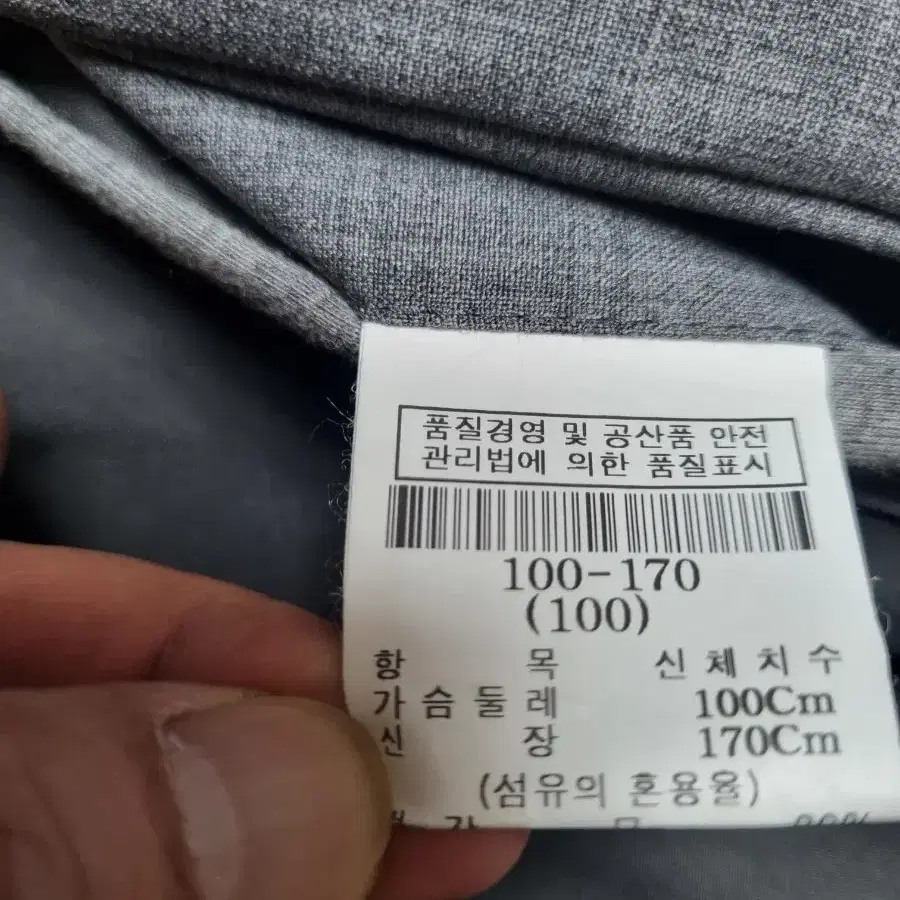 품질경영 및 공산품 안전
관리법에 의한 품질표시
100-170
(100)
항 목 신체치수
가슴둘레 100Cm
신 장 170Cm
(섬유의 혼용율)